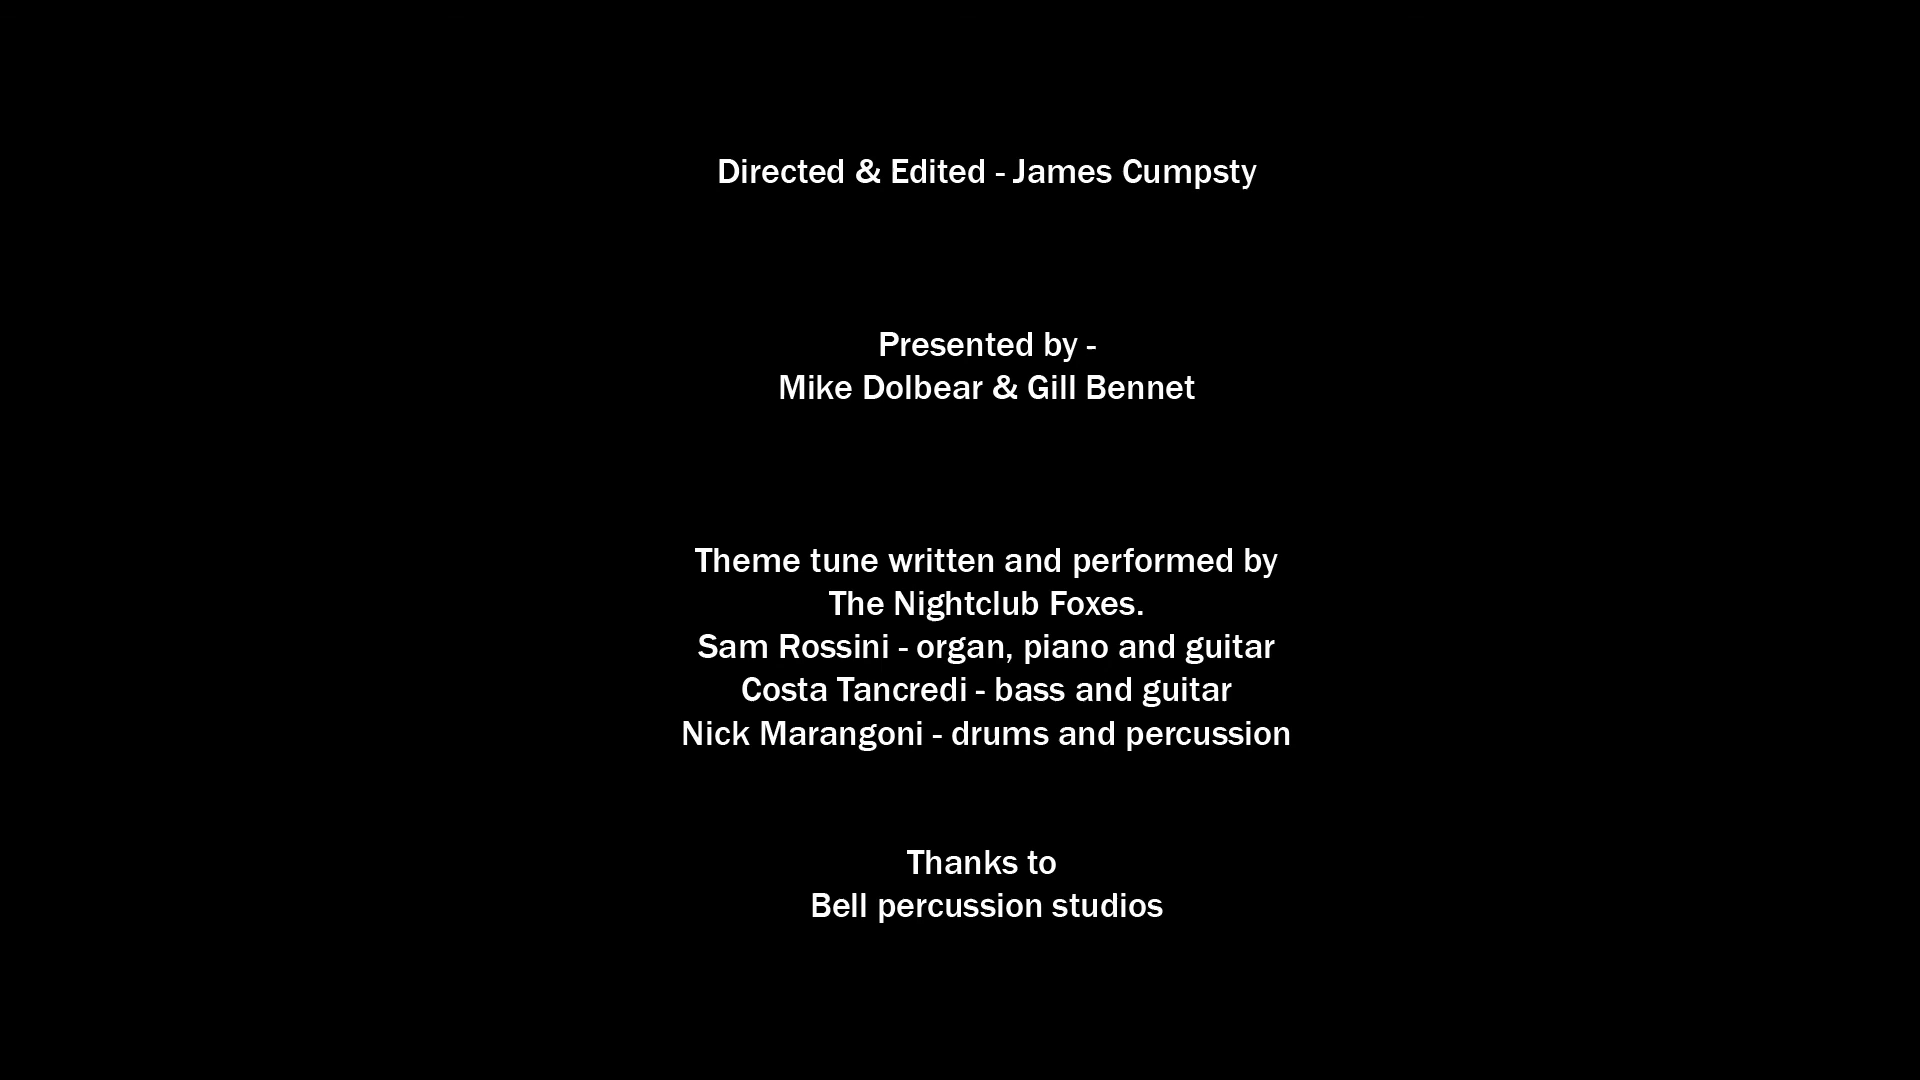 Directed & Edited - James Cumpsty
Presented by -
Mike Dolbear & Gill Bennet
Theme tune written and performed by
The Nightclub Foxes.
Sam Rossini - organ, piano and guitar
Costa Tancredi - bass and guitar
Nick Marangoni - drums and percussion
Thanks to
Bell percussion studios